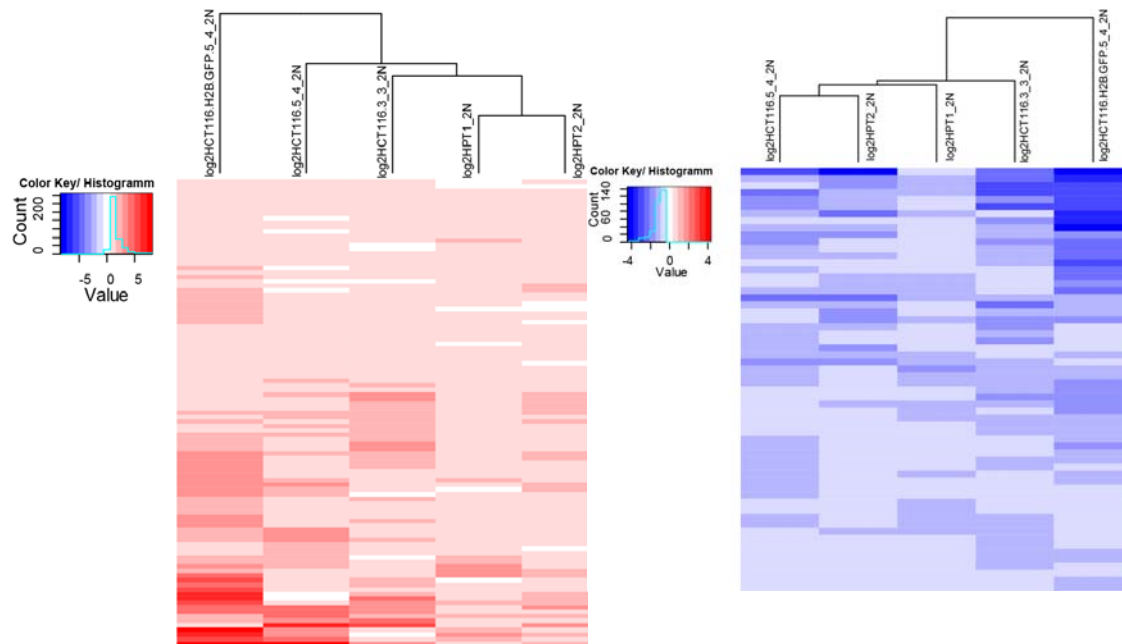 log2HCT116.H2B.GFP.5_4_2N
log2HCT116.5_4_2N
log2HCT116.3_3_2N
log2HPT1_2N
log2HPT2_2N
Color Key/ Histogramm
Count
0 200
-5 0 5
Value
log2HCT116.5_4_2N
log2HPT2_2N
log2HPT1_2N
log2HCT116.3_3_2N
log2HCT116.H2B.GFP.5_4_2N
Color Key/ Histogramm
Count
0 60 140
-4 0 2 4
Value